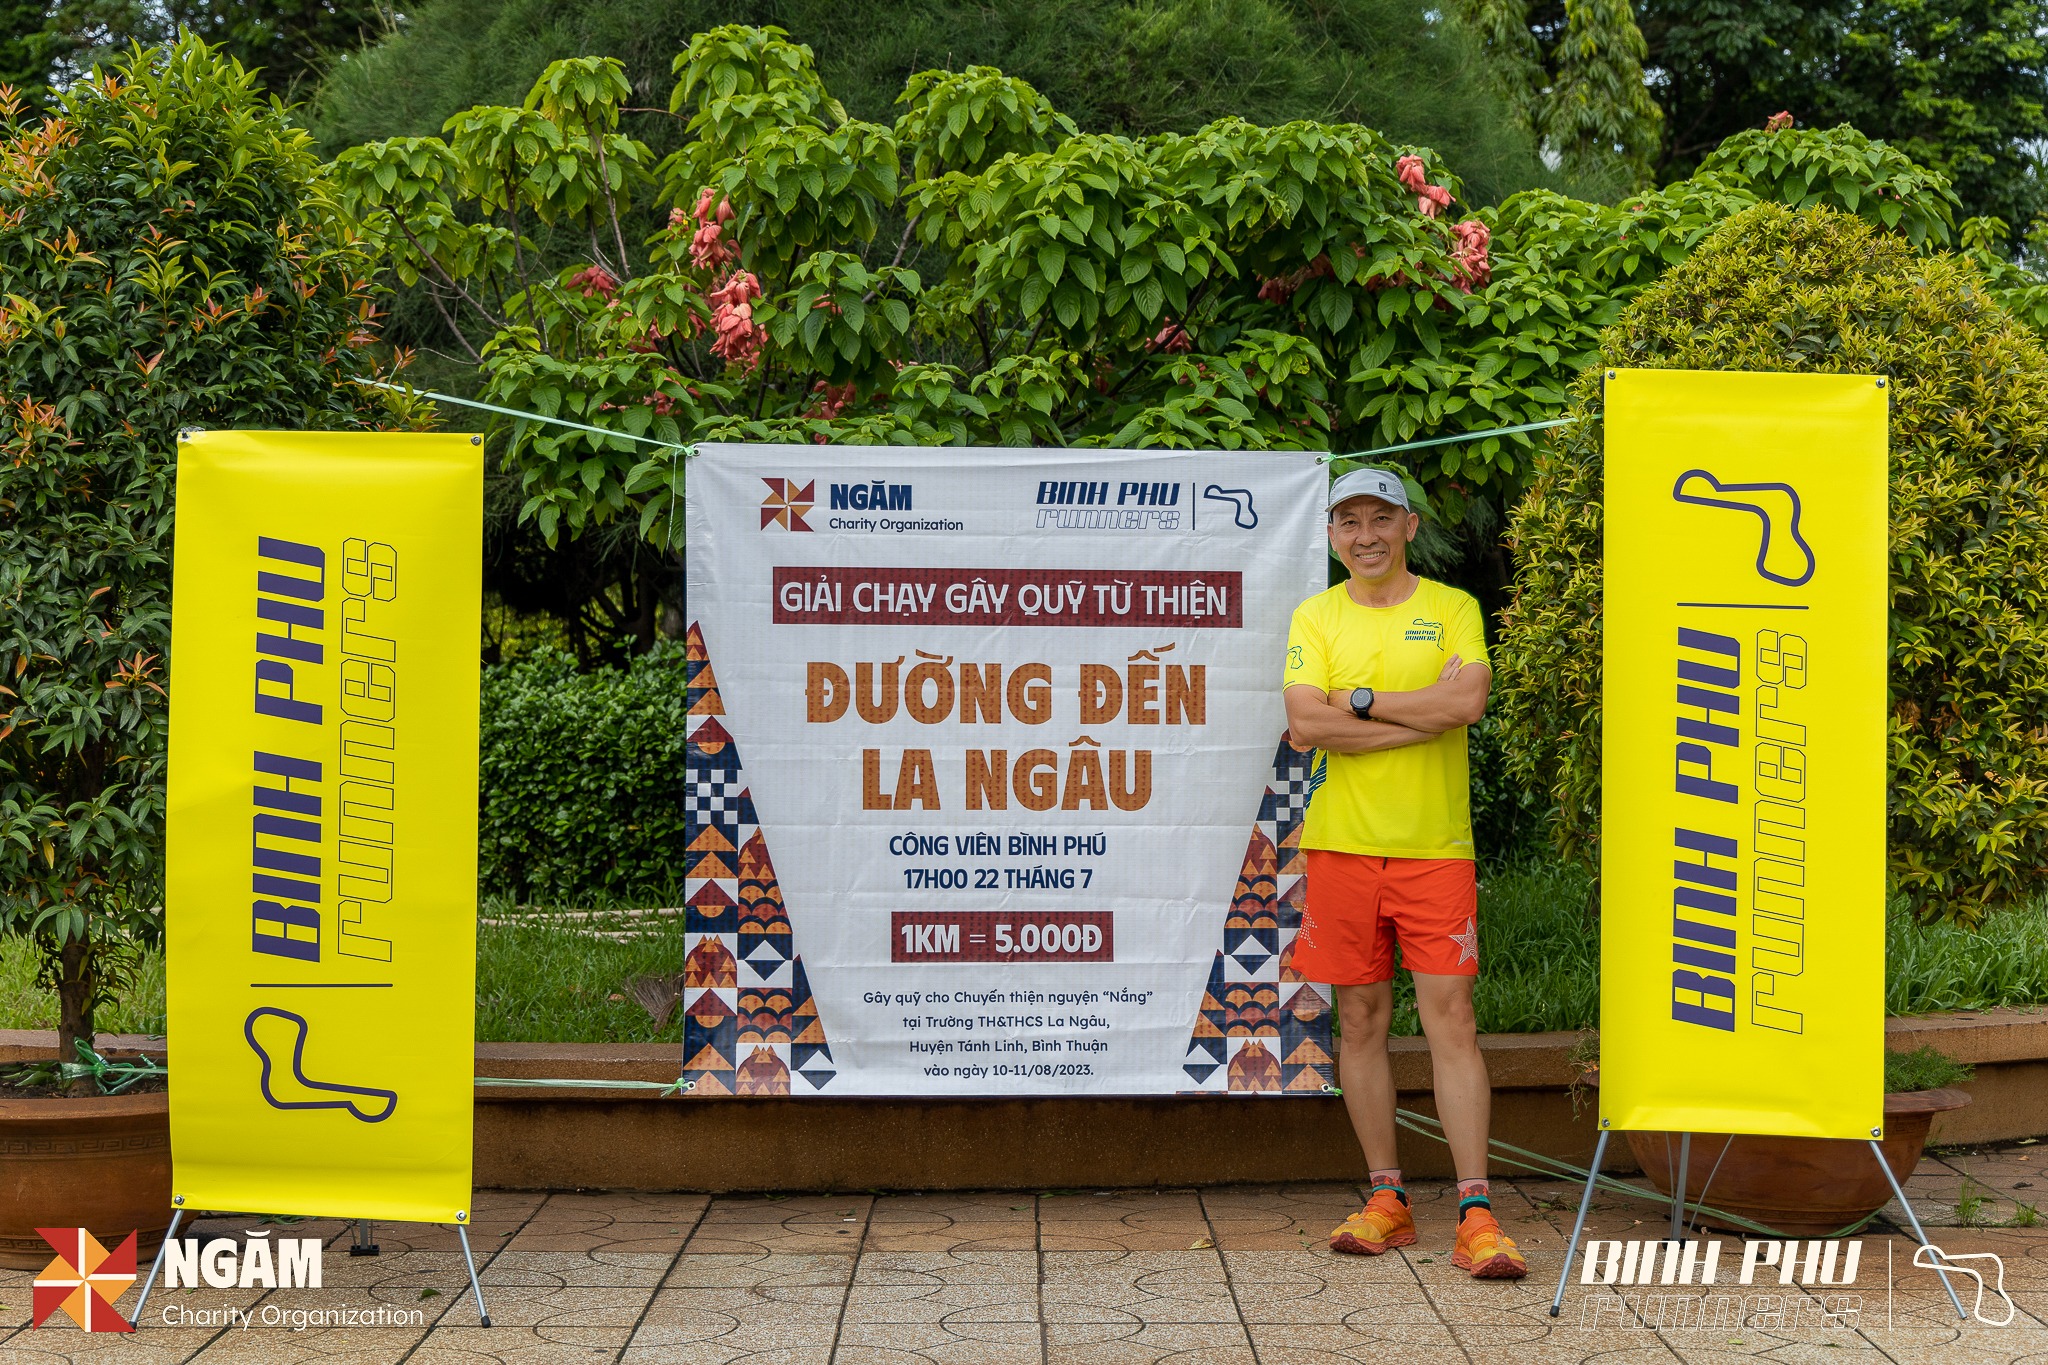 BINH PHU
runners
NGĂM
Charity Organization
BINH PHU
runners
GIẢI CHẠY GÂY QUỸ TỪ THIỆN
ĐƯỜNG ĐẾN
LA NGÂU
CÔNG VIÊN BÌNH PHÚ
17H00 22 THÁNG 7
1KM = 5.000Đ
Gây quỹ cho Chuyến thiện nguyện “Nắng”
tại Trường TH&THCS La Ngâu,
Huyện Tánh Linh, Bình Thuận
vào ngày 10-11/08/2023.
BINH PHU
RUNNERS
BINH PHU
runners
NGĂM
Charity Organization
BINH PHU
runners